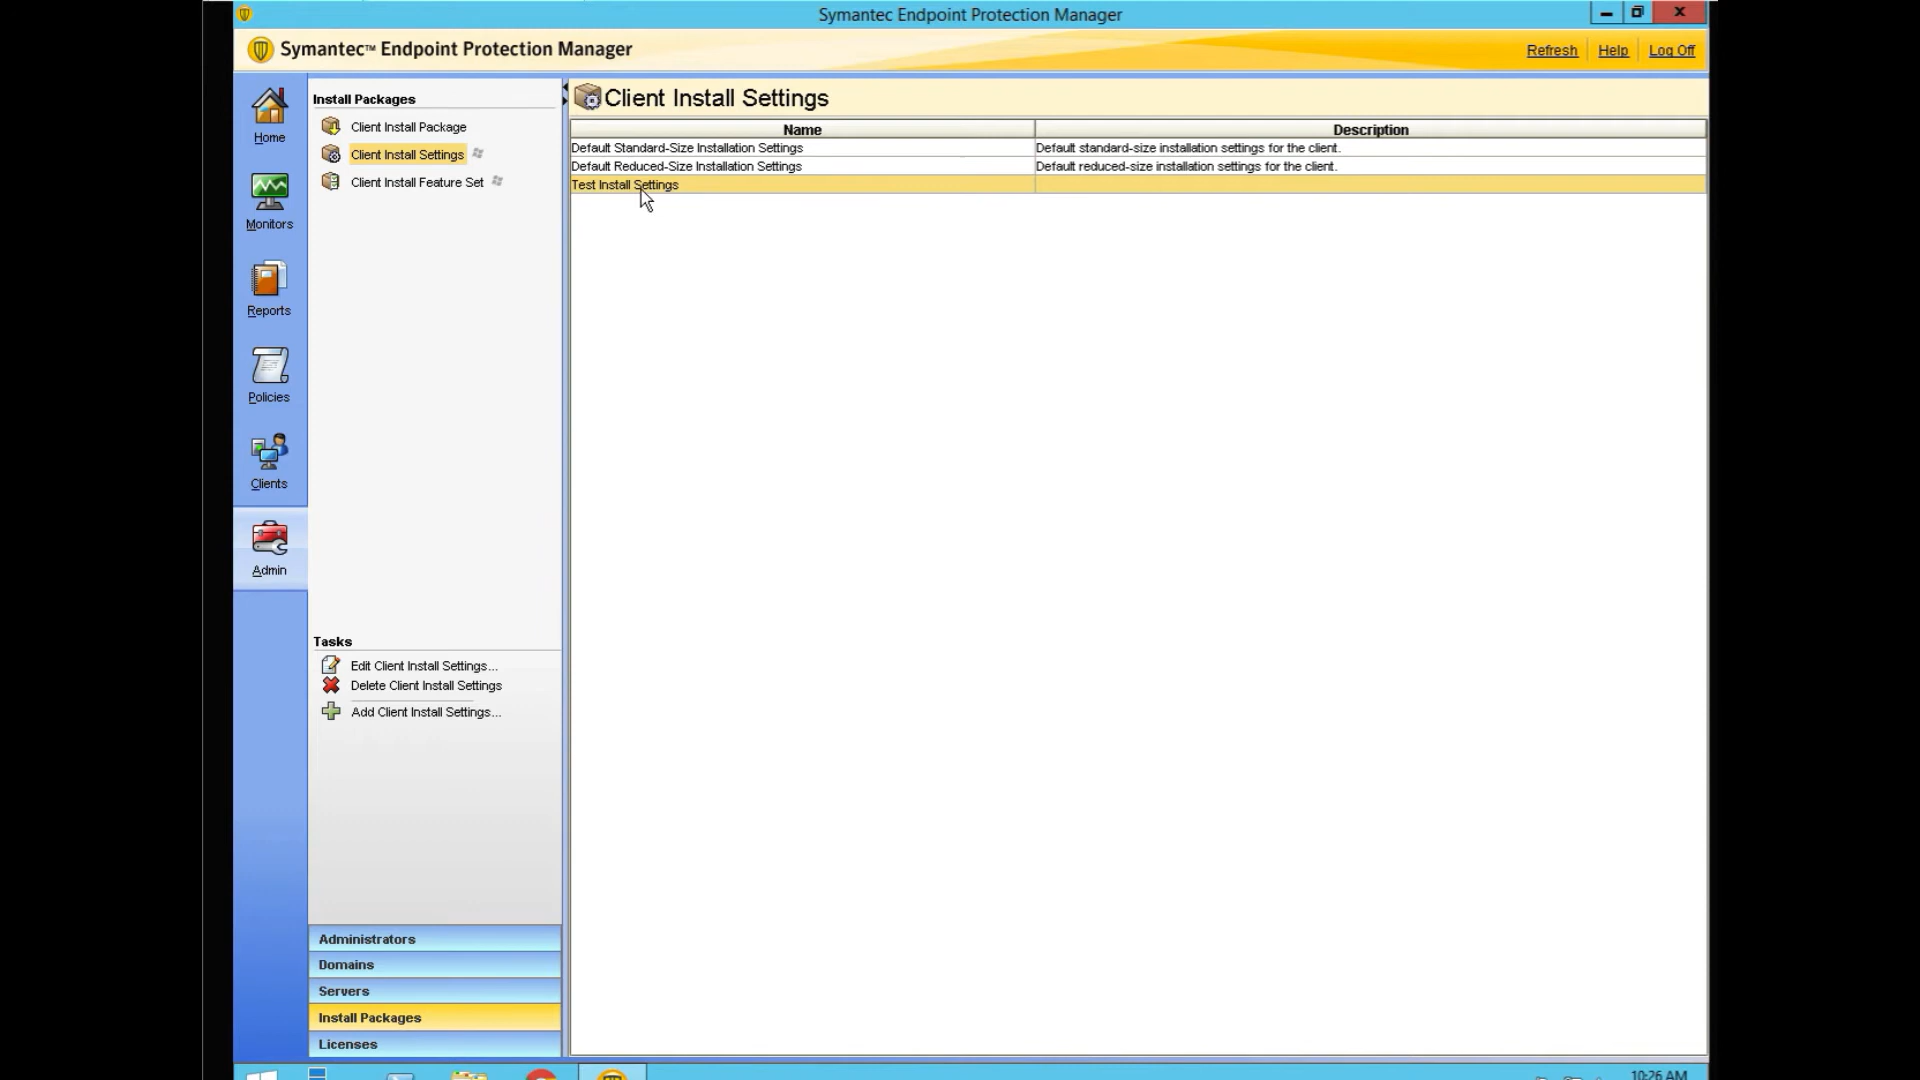 Symantec Endpoint Protection Manager
Symantec™ Endpoint Protection Manager
Refresh
Help
Log Off
Home
Monitors
Reports
Policies
Clients
Admin
Install Packages
Client Install Package
Client Install Settings
Client Install Feature Set
Client Install Settings
Name Description
Default Standard-Size Installation Settings Default standard-size installation settings for the client.
Default Reduced-Size Installation Settings Default reduced-size installation settings for the client.
Test Install Settings
Tasks
Edit Client Install Settings...
Delete Client Install Settings
Add Client Install Settings...
Administrators
Domains
Servers
Install Packages
Licenses
10:26 AM